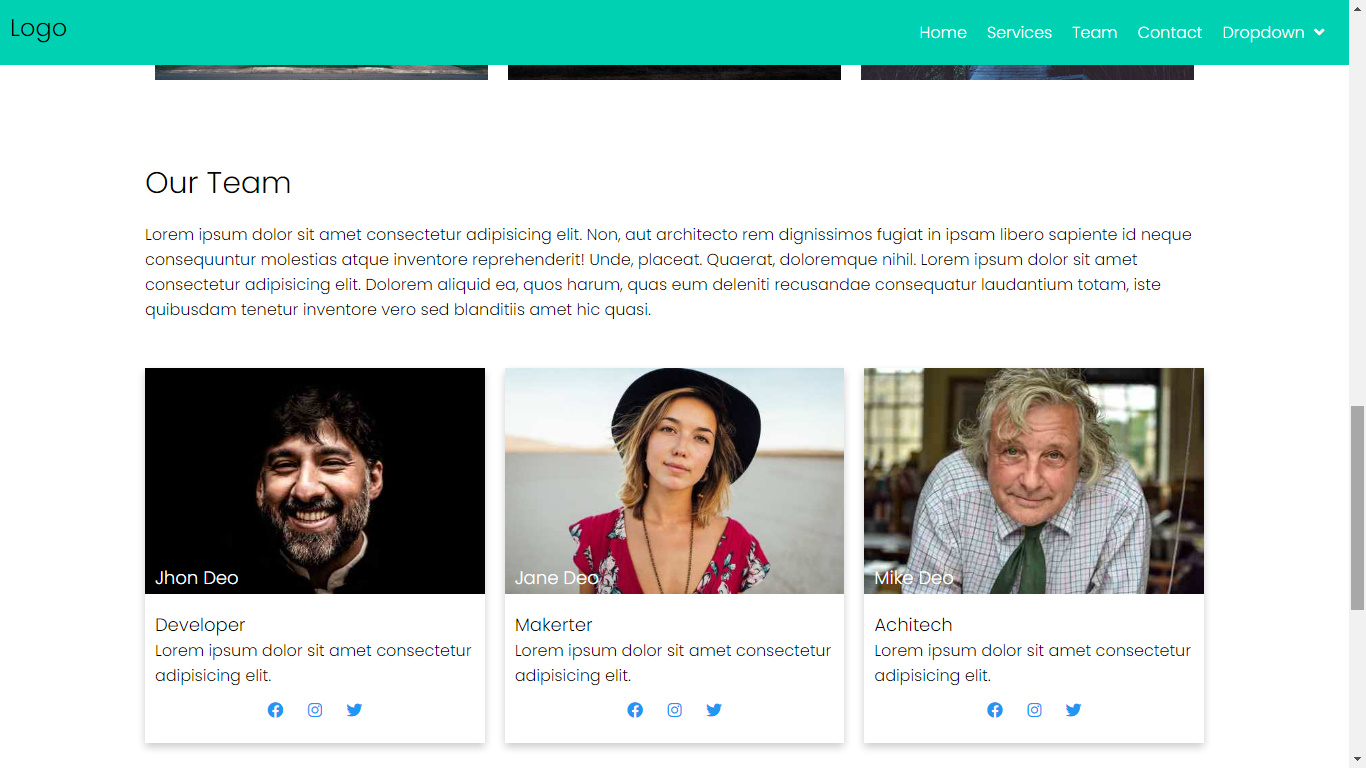 Logo
Home Services Team Contact Dropdown
Our Team
Lorem ipsum dolor sit amet consectetur adipisicing elit. Non, aut architecto rem dignissimos fugiat in ipsam libero sapiente id neque
consequuntur molestias atque inventore reprehenderit! Unde, placeat. Quaerat, doloremque nihil. Lorem ipsum dolor sit amet
consectetur adipisicing elit. Dolorem aliquid ea, quos harum, quas eum deleniti recusandae consequatur laudantium totam, iste
quibusdam tenetur inventore vero sed blanditiis amet hic quasi.
Jhon Deo
Developer
Lorem ipsum dolor sit amet consectetur
adipisicing elit.
Jane Deo
Makerter
Lorem ipsum dolor sit amet consectetur
adipisicing elit.
Mike Deo
Achitech
Lorem ipsum dolor sit amet consectetur
adipisicing elit.